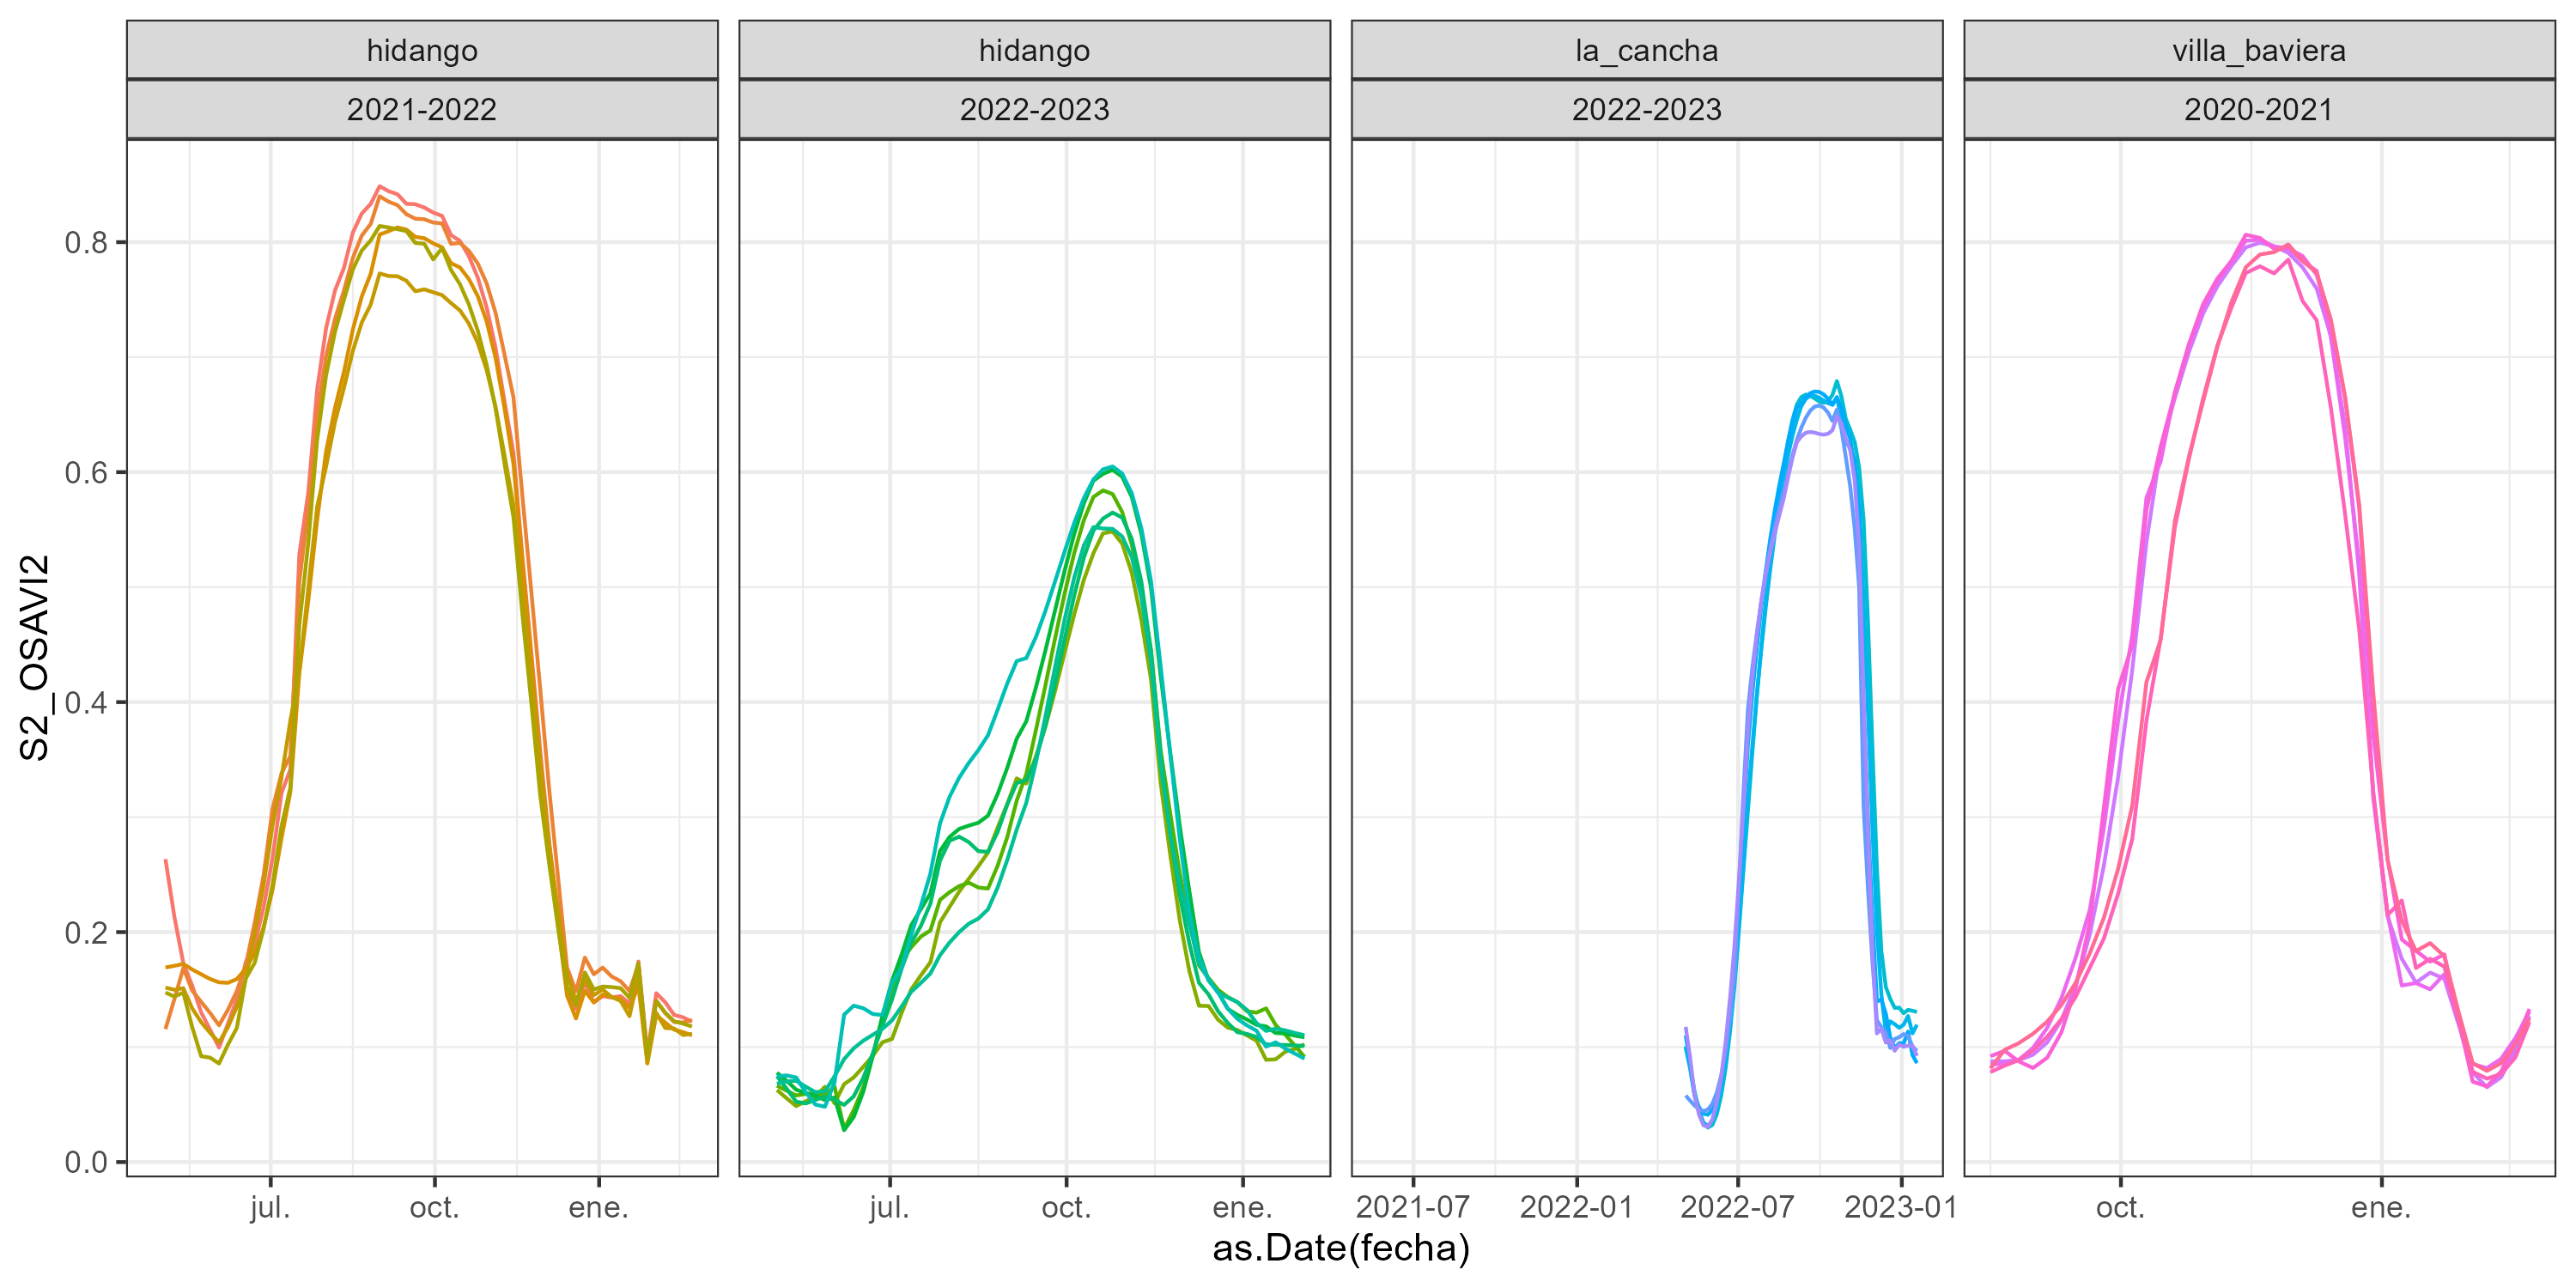 hidango
hidango
la_cancha
villa_baviera
2021-2022
2022-2023
2022-2023
2020-2021
S2_OSAVI2
0.8
0.6
0.4
0.2
0.0
jul.
oct.
ene.
jul.
oct.
ene.
2021-07
2022-01
2022-07
2023-01
oct.
ene.
as.Date(fecha)